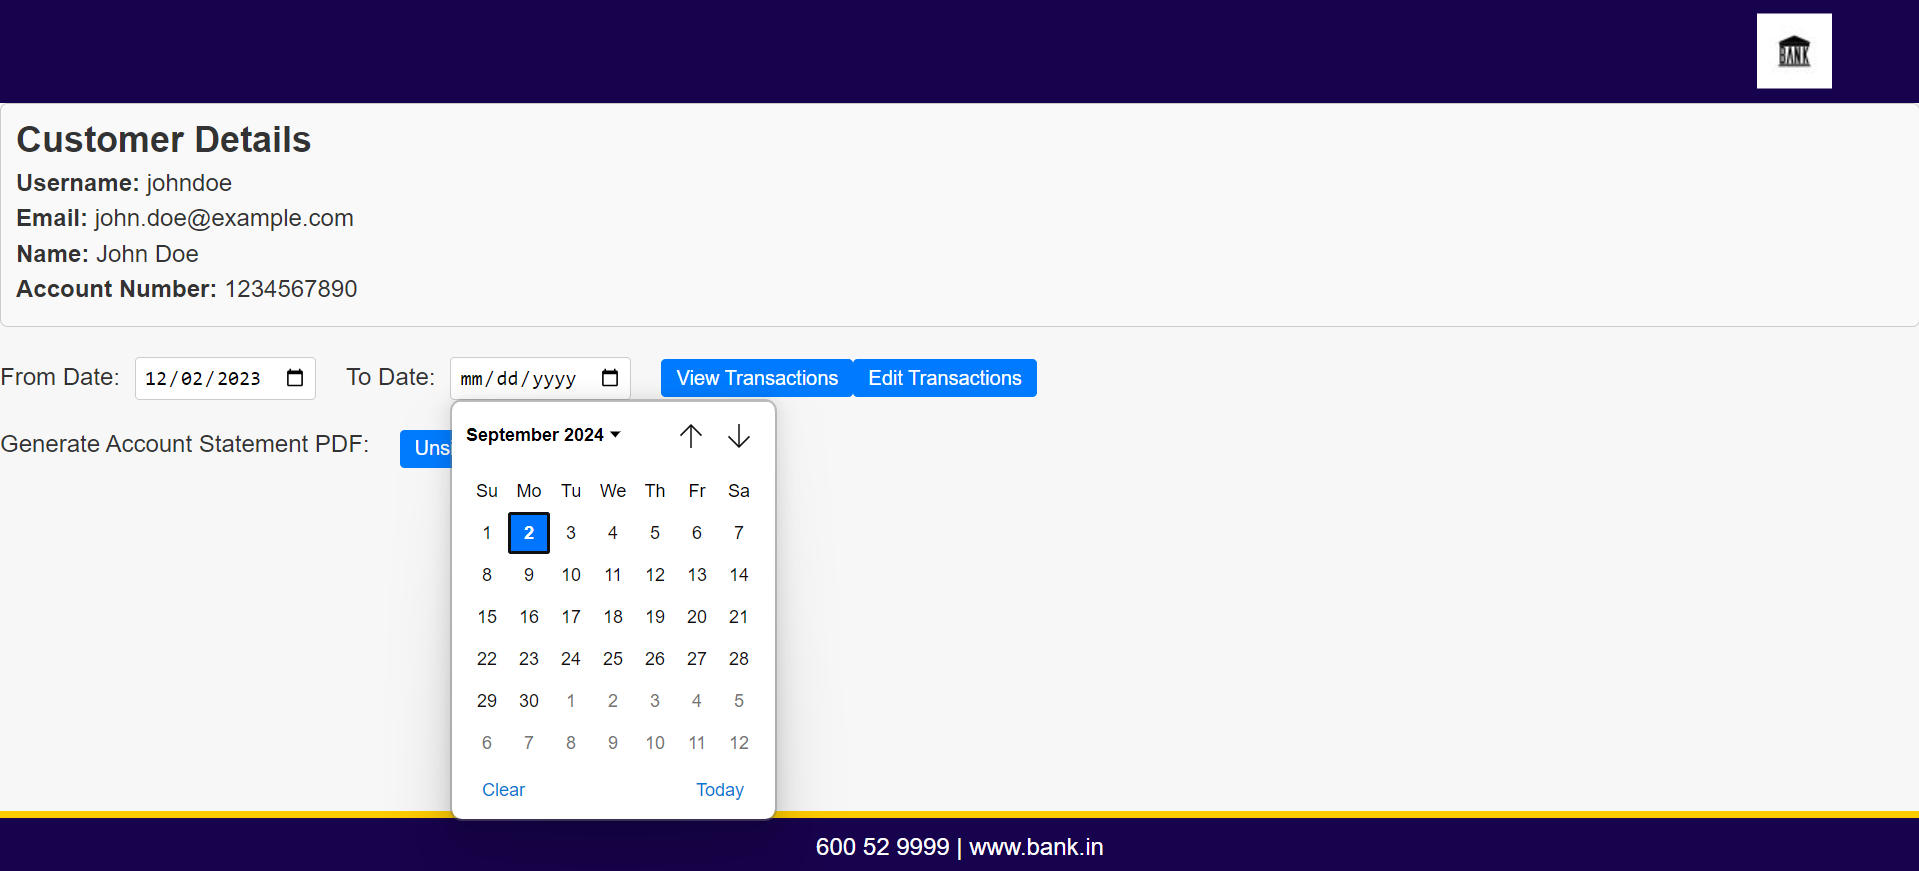 BANK
Customer Details
Username: johndoe
Email: john.doe@example.com
Name: John Doe
Account Number: 1234567890
From Date: 12/02/2023 To Date: mm/dd/yyyy View Transactions Edit Transactions
Generate Account Statement PDF:
September 2024
Su Mo Tu We Th Fr Sa
1 2 3 4 5 6 7
8 9 10 11 12 13 14
15 16 17 18 19 20 21
22 23 24 25 26 27 28
29 30 1 2 3 4 5
6 7 8 9 10 11 12
Clear Today
600 52 9999 | www.bank.in